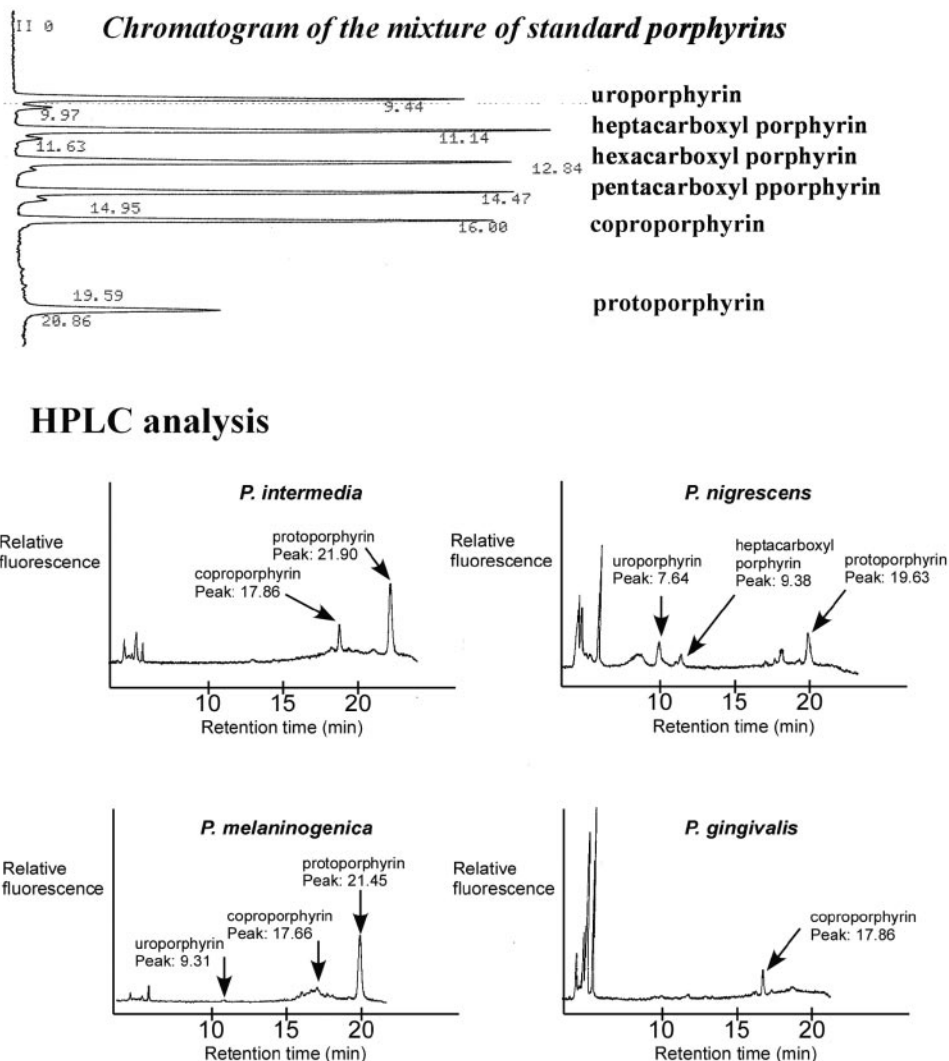 II 0
Chromatogram of the mixture of standard porphyrins
uroporphyrin
9.44
9.97
heptacarboxyl porphyrin
11.14
11.63
hexacarboxyl porphyrin
12.84
pentacarboxyl pporphyrin
14.47
14.95
coproporphyrin
16.00
19.59
protoporphyrin
20.86
HPLC analysis
P. intermedia
Relative
fluorescence
protoporphyrin
Peak: 21.90
coproporphyrin
Peak: 17.86
10 15 20
Retention time (min)
P. nigrescens
Relative
fluorescence
uroporphyrin
Peak: 7.64
heptacarboxyl
porphyrin
Peak: 9.38
protoporphyrin
Peak: 19.63
10 15 20
Retention time (min)
P. melaninogenica
Relative
fluorescence
protoporphyrin
Peak: 21.45
coproporphyrin
Peak: 17.66
uroporphyrin
Peak: 9.31
10 15 20
Retention time (min)
P. gingivalis
Relative
fluorescence
coproporphyrin
Peak: 17.86
10 15 20
Retention time (min)